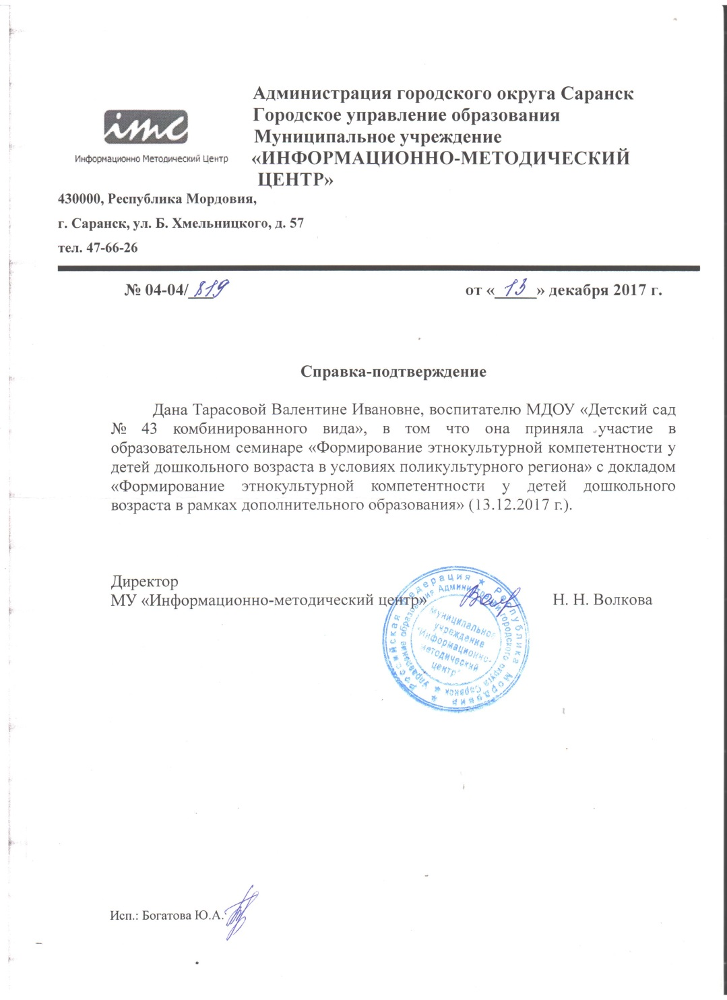 Администрация городского округа Саранск
Городское управление образования
Муниципальное учреждение
«ИНФОРМАЦИОННО-МЕТОДИЧЕСКИЙ
ЦЕНТР»
imc
Информационно Методический Центр
430000, Республика Мордовия,
г. Саранск, ул. Б. Хмельницкого, д. 57
тел. 47-66-26
№ 04-04/819 от «13» декабря 2017 г.
Справка-подтверждение
Дана Тарасовой Валентине Ивановне, воспитателю МДОУ «Детский сад
№ 43 комбинированного вида», в том что она приняла участие в
образовательном семинаре «Формирование этнокультурной компетентности у
детей дошкольного возраста в условиях поликультурного региона» с докладом
«Формирование этнокультурной компетентности у детей дошкольного
возраста в рамках дополнительного образования» (13.12.2017 г.).
Директор
МУ «Информационно-методический центр» Н. Н. Волкова
Российская Федерация ★ Республика Мордовия ★
Управление образования Администрации городского округа Саранск ★
Муниципальное
учреждение
"Информационно-
методический
центр"
Исп.: Богатова Ю.А.